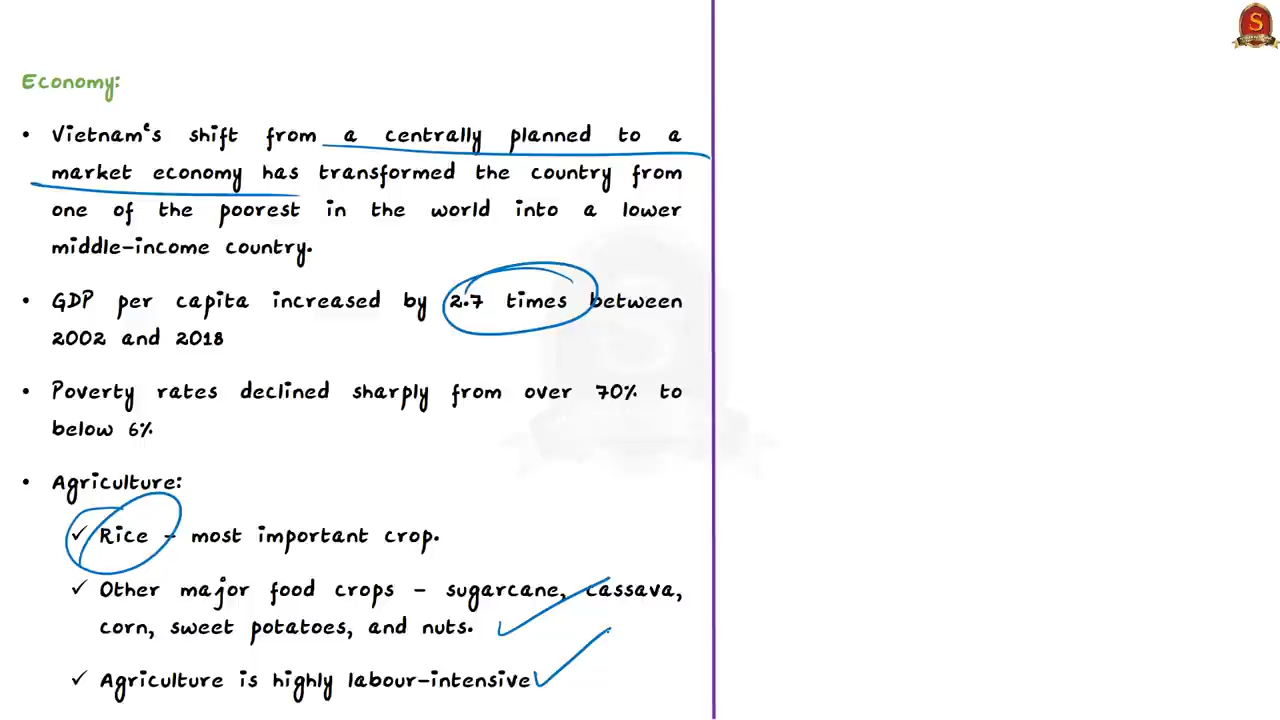 Economy:
• Vietnam's shift from a centrally planned to a
market economy has transformed the country from
one of the poorest in the world into a lower
middle-income country.
• GDP per capita increased by 2.7 times between
2002 and 2018
• Poverty rates declined sharply from over 70% to
below 6%
• Agriculture:
✓ Rice - most important crop.
✓ Other major food crops - sugarcane, cassava,
corn, sweet potatoes, and nuts.
✓ Agriculture is highly labour-intensive
S